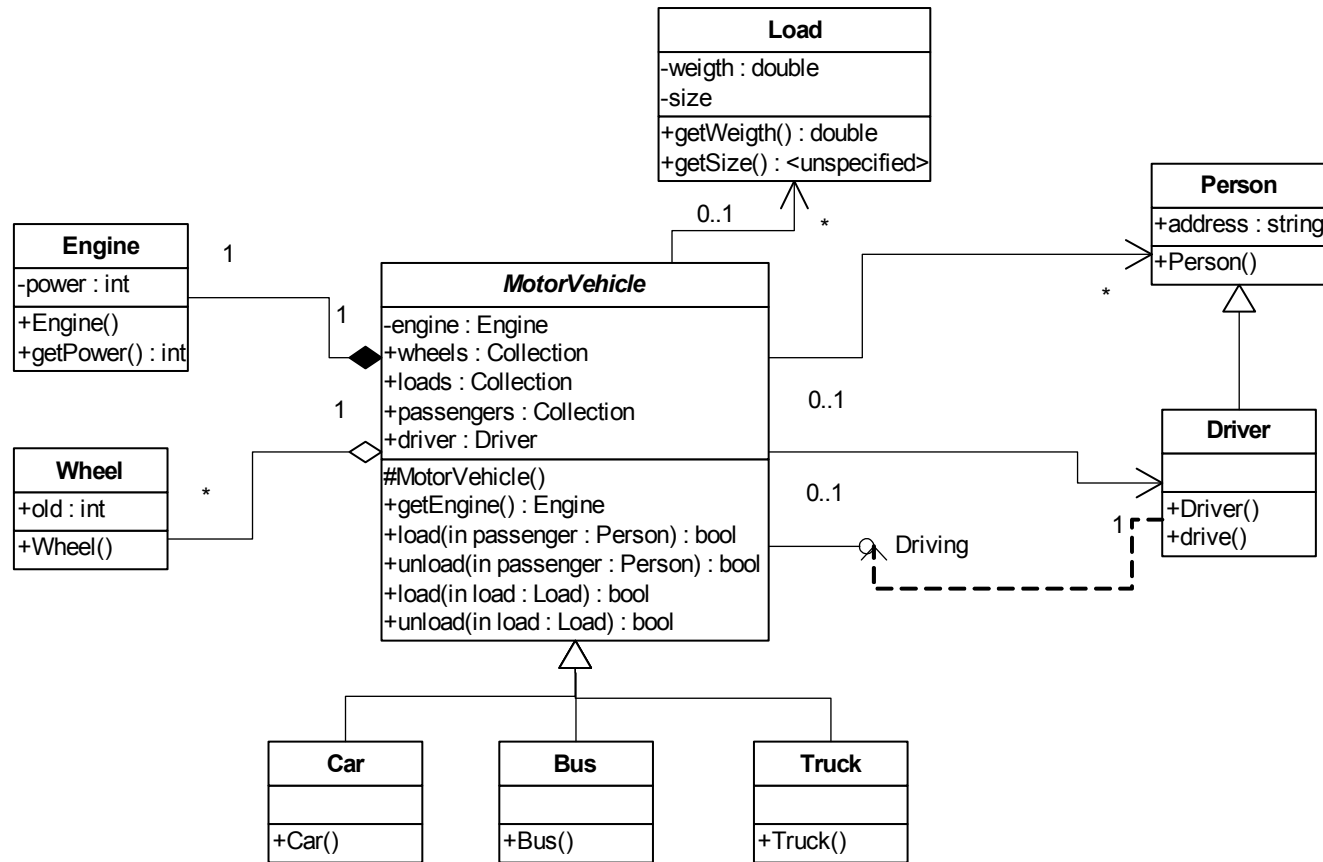 Load
-weigth : double
-size
+getWeigth() : double
+getSize() : <unspecified>
Person
+address : string
+Person()
0..1
*
Engine
-power : int
+Engine()
+getPower() : int
1
1
*
MotorVehicle
-engine : Engine
+wheels : Collection
+loads : Collection
+passengers : Collection
+driver : Driver
#MotorVehicle()
+getEngine() : Engine
+load(in passenger : Person) : bool
+unload(in passenger : Person) : bool
+load(in load : Load) : bool
+unload(in load : Load) : bool
0..1
1
Wheel
+old : int
+Wheel()
*
Driver
+Driver()
+drive()
0..1
1
Driving
Car
+Car()
Bus
+Bus()
Truck
+Truck()